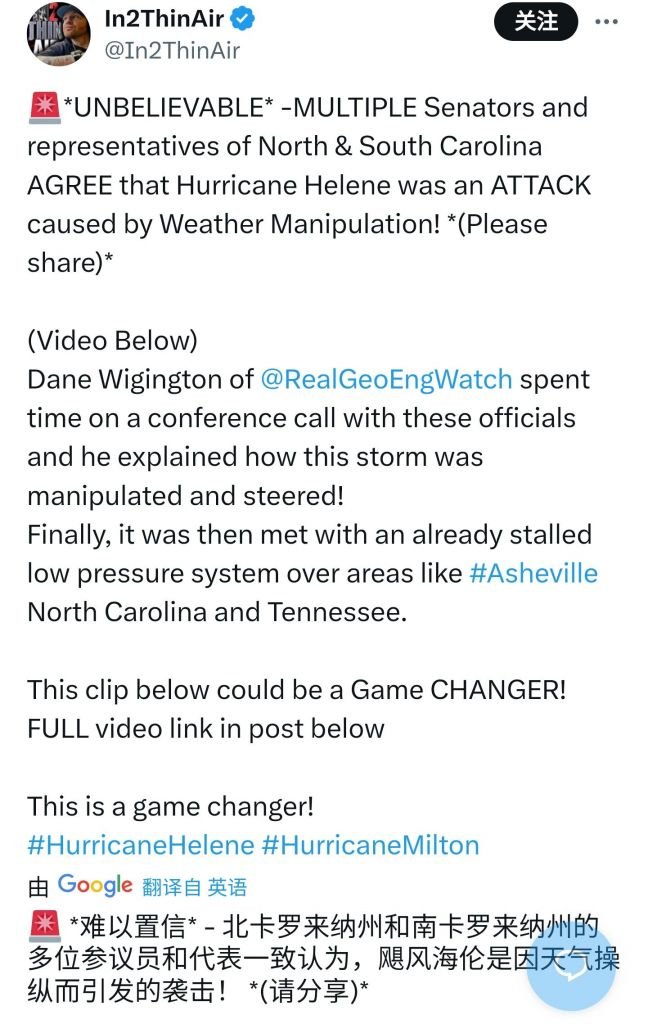 In2ThinAir
关注
@In2ThinAir
🚨*UNBELIEVABLE* -MULTIPLE Senators and
representatives of North & South Carolina
AGREE that Hurricane Helene was an ATTACK
caused by Weather Manipulation! *(Please
share)*
(Video Below)
Dane Wigington of @RealGeoEngWatch spent
time on a conference call with these officials
and he explained how this storm was
manipulated and steered!
Finally, it was then met with an already stalled
low pressure system over areas like #Asheville
North Carolina and Tennessee.
This clip below could be a Game CHANGER!
FULL video link in post below
This is a game changer!
#HurricaneHelene #HurricaneMilton
由 Google 翻译自 英语
🚨 *难以置信* - 北卡罗来纳州和南卡罗来纳州的
多位参议员和代表一致认为，飓风海伦是因天气操
纵而引发的袭击！ *(请分享)*